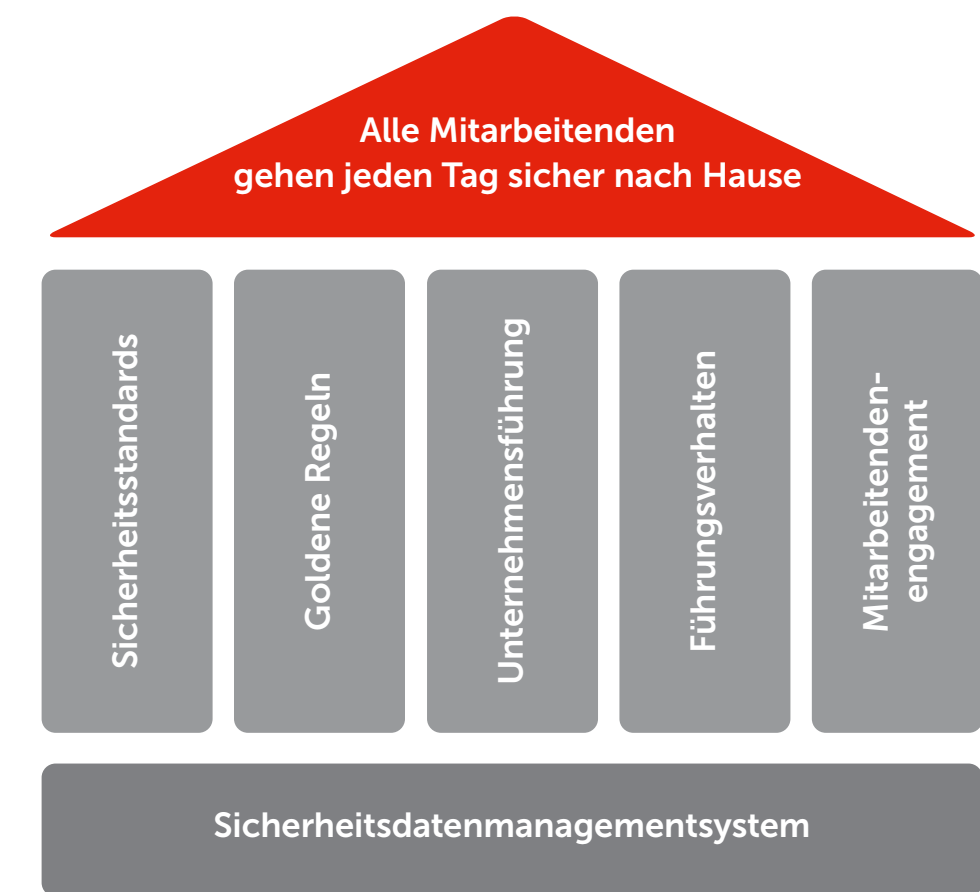 Alle Mitarbeitenden
gehen jeden Tag sicher nach Hause
Sicherheitsstandards
Goldene Regeln
Unternehmensführung
Führungsverhalten
Mitarbeitenden-
engagement
Sicherheitsdatenmanagementsystem